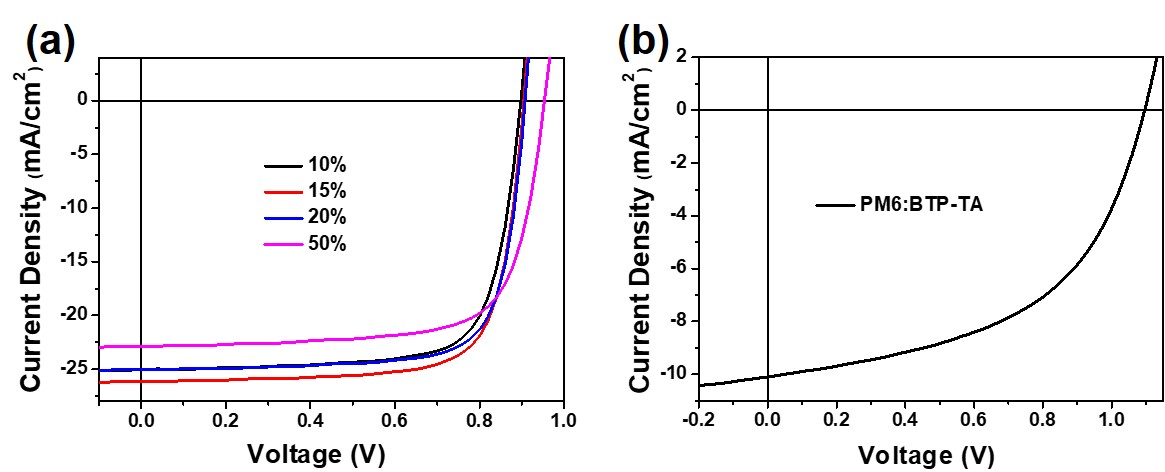 (a)
Current Density (mA/cm²)
0
-5
-10
-15
-20
-25
10%
15%
20%
50%
0.0 0.2 0.4 0.6 0.8 1.0
Voltage (V)
(b)
Current Density (mA/cm²)
2
0
-2
-4
-6
-8
-10
PM6:BTP-TA
-0.2 0.0 0.2 0.4 0.6 0.8 1.0
Voltage (V)